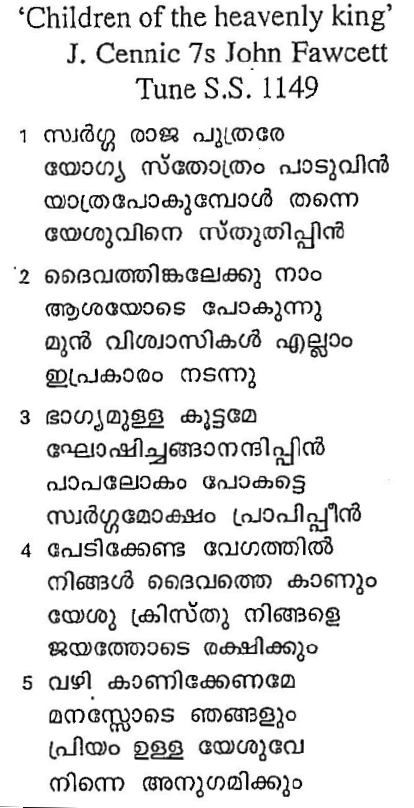 ‘Children of the heavenly king’
J. Cennic 7s John Fawcett
Tune S.S. 1149
1 സ്വർഗ്ഗ രാജ പുത്രരേ
യോഗ്യ സ്തോത്രം പാടുവിൻ
യാത്രപോകുമ്പോൾ തന്നെ
യേശുവിനെ സ്തുതിപ്പിൻ
2 ദൈവത്തിങ്കലേക്കു നാം
ആശയോടെ പോകുന്നു
മുൻ വിശ്വാസികൾ എല്ലാം
ഇപ്രകാരം നടന്നു
3 ഭാഗ്യമുള്ള കൂട്ടമേ
ഘോഷിച്ചങ്ങാനന്ദിപ്പിൻ
പാപലോകം പോകട്ടെ
സ്വർഗ്ഗമോക്ഷം പ്രാപിപ്പീൻ
4 പേടിക്കേണ്ട വേഗത്തിൽ
നിങ്ങൾ ദൈവത്തെ കാണും
യേശു ക്രിസ്തു നിങ്ങളെ
ജയത്തോടെ രക്ഷിക്കും
5 വഴി കാണിക്കേണമേ
മനസ്സോടെ ഞങ്ങളും
പ്രിയം ഉള്ള യേശുവേ
നിന്നെ അനുഗമിക്കും